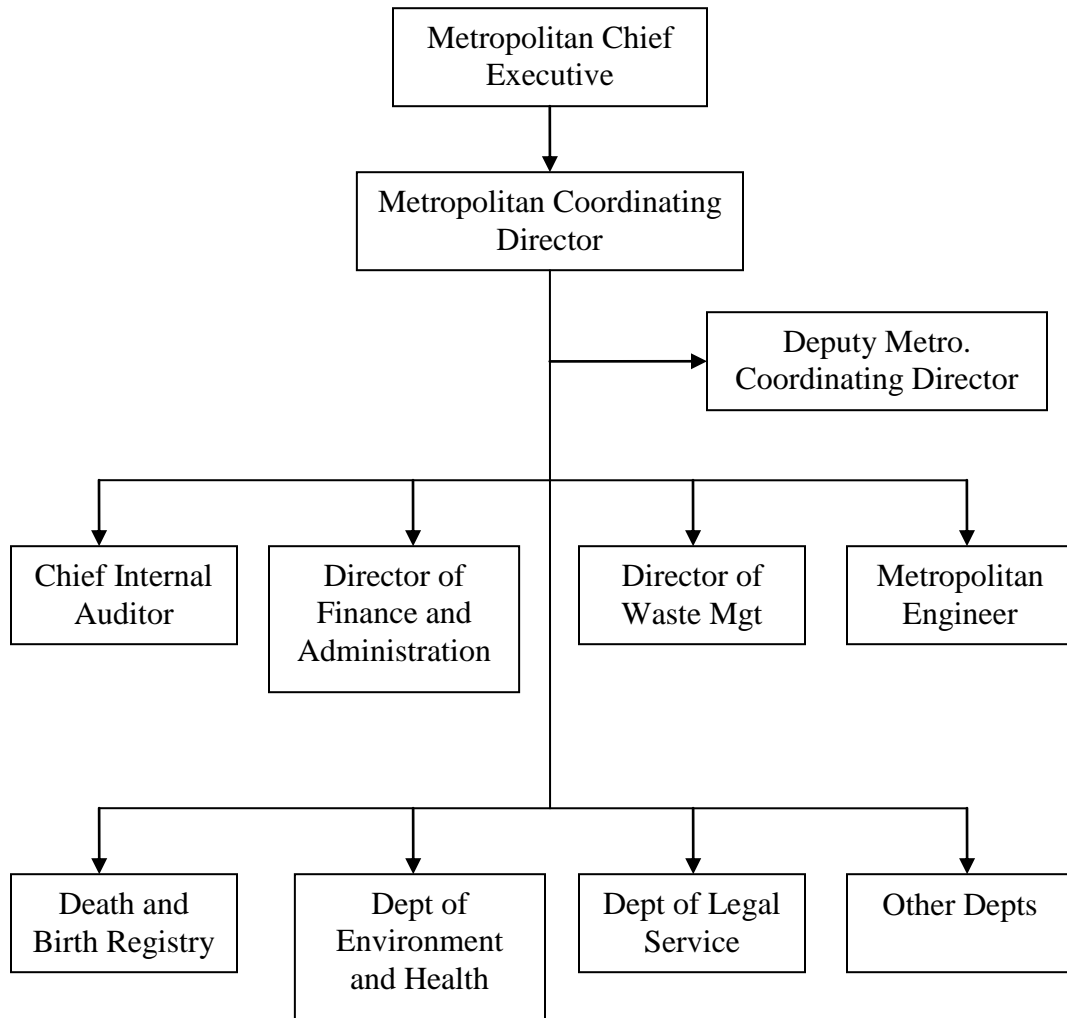 Metropolitan Chief
Executive
Metropolitan Coordinating
Director
Deputy Metro.
Coordinating Director
Chief Internal
Auditor
Director of
Finance and
Administration
Director of
Waste Mgt
Metropolitan
Engineer
Death and
Birth Registry
Dept of
Environment
and Health
Dept of Legal
Service
Other Depts